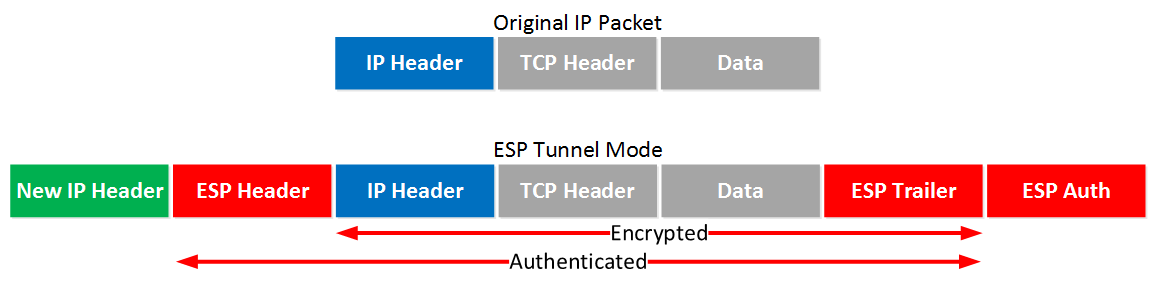 Original IP Packet
IP Header TCP Header Data
ESP Tunnel Mode
New IP Header ESP Header IP Header TCP Header Data ESP Trailer ESP Auth
Encrypted
Authenticated